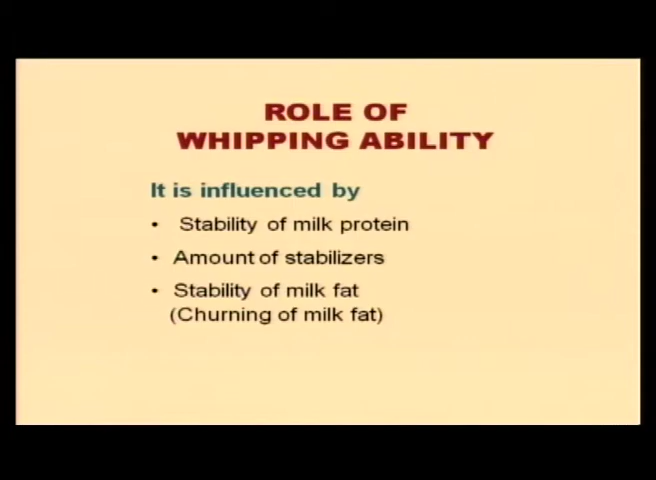 ROLE OF
WHIPPING ABILITY
It is influenced by
• Stability of milk protein
• Amount of stabilizers
• Stability of milk fat
(Churning of milk fat)